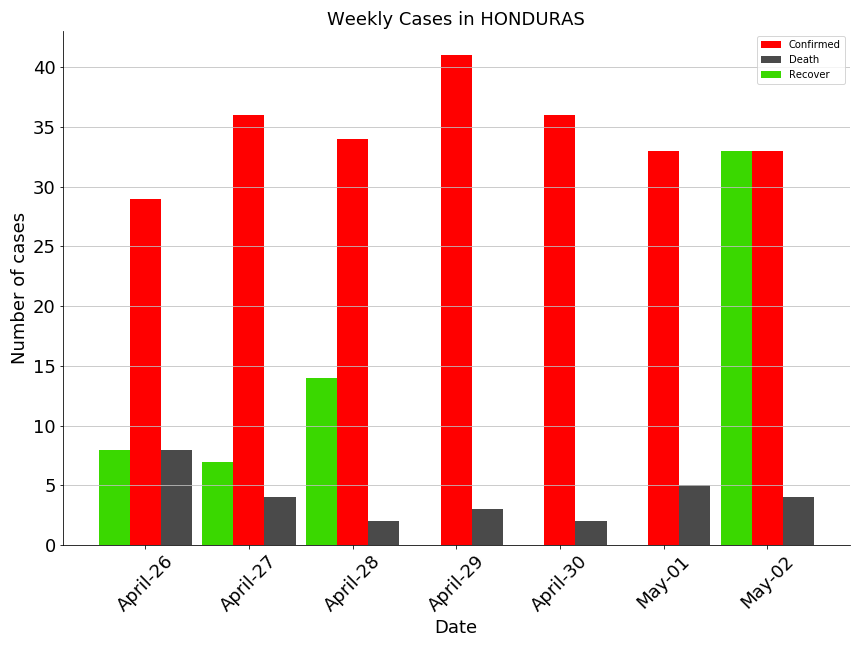 Weekly Cases in HONDURAS
Confirmed
Death
Recover
Number of cases
40
35
30
25
20
15
10
5
0
April-26
April-27
April-28
April-29
April-30
May-01
May-02
Date